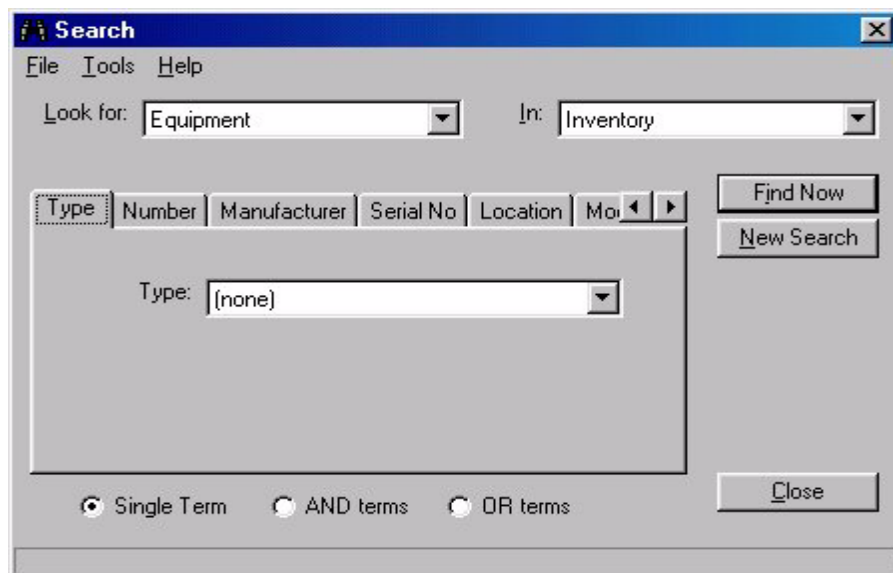 Search
File Tools Help
Look for: Equipment In: Inventory
Type Number Manufacturer Serial No Location
Find Now
New Search
Type: (none)
Close
Single Term AND terms OR terms